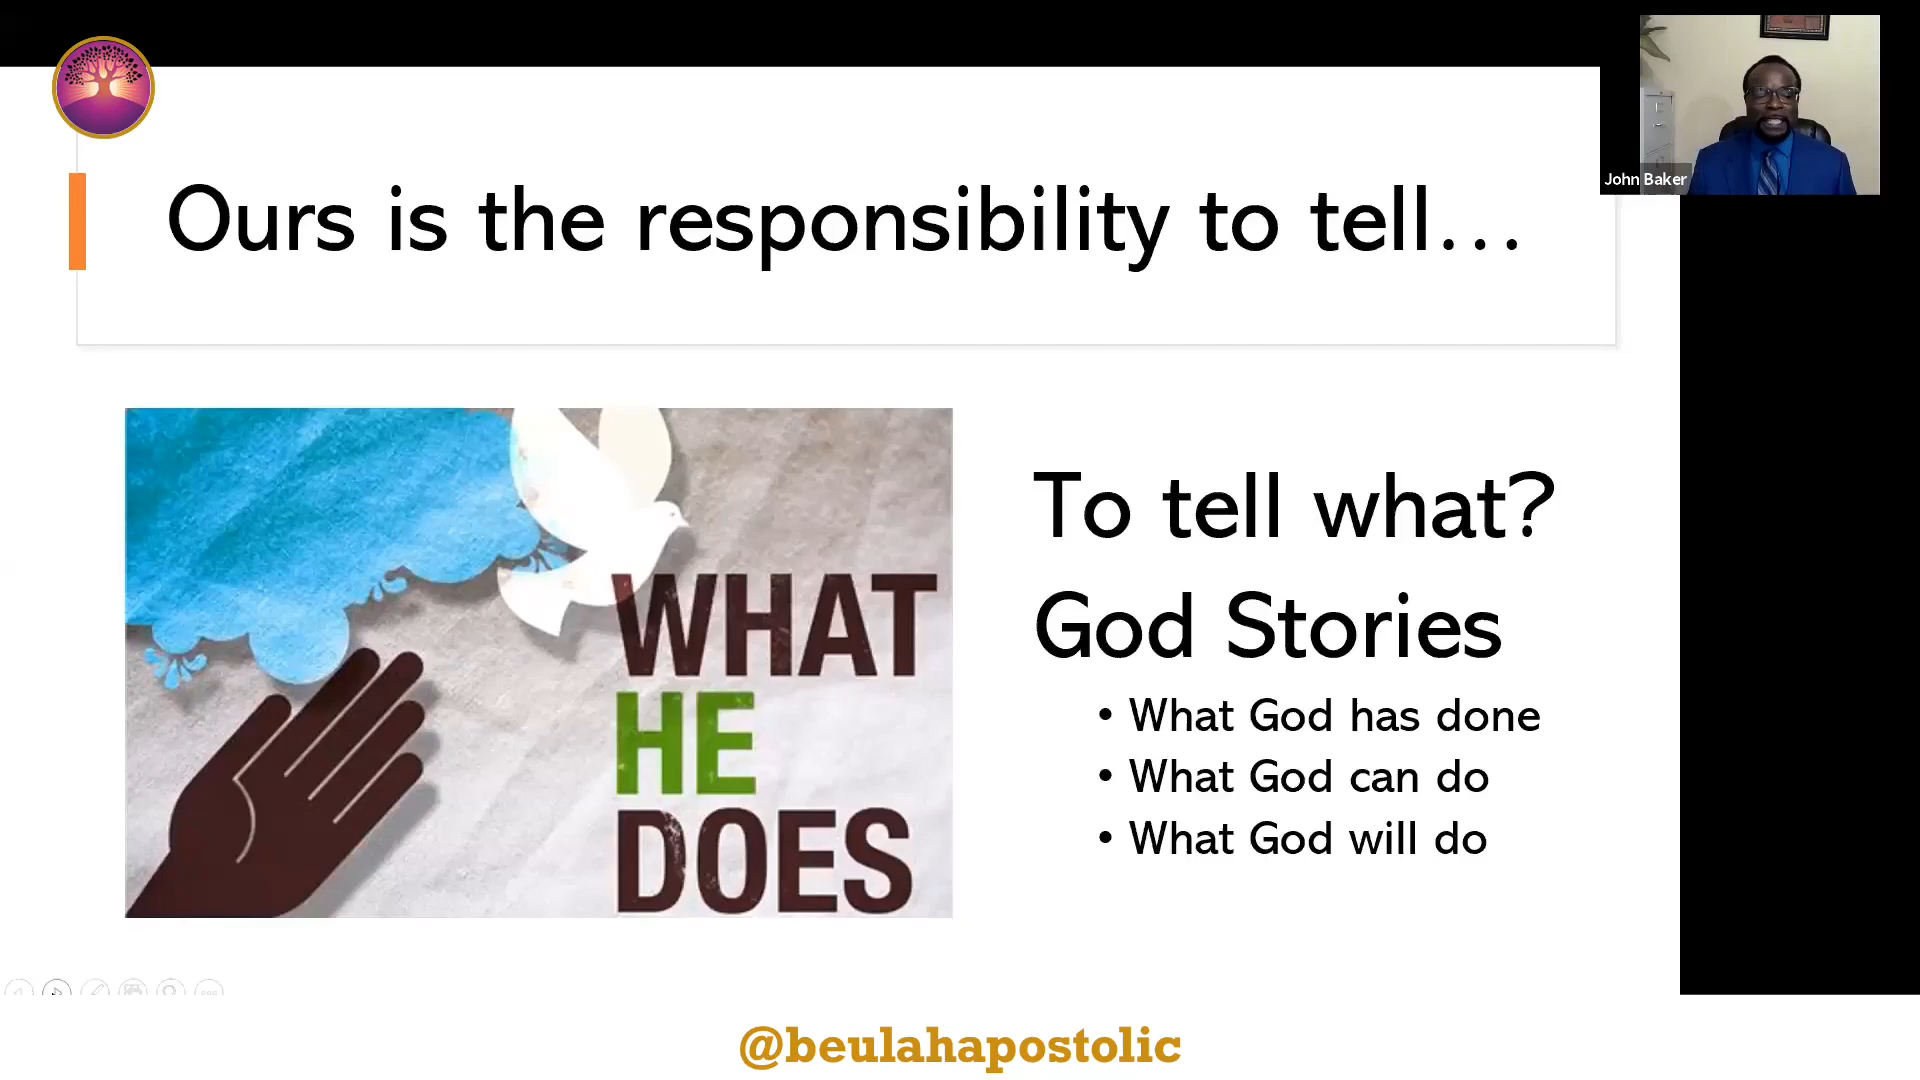 John Baker
Ours is the responsibility to tell…
WHAT
HE
DOES
To tell what?
God Stories
• What God has done
• What God can do
• What God will do
@beulahapostolic